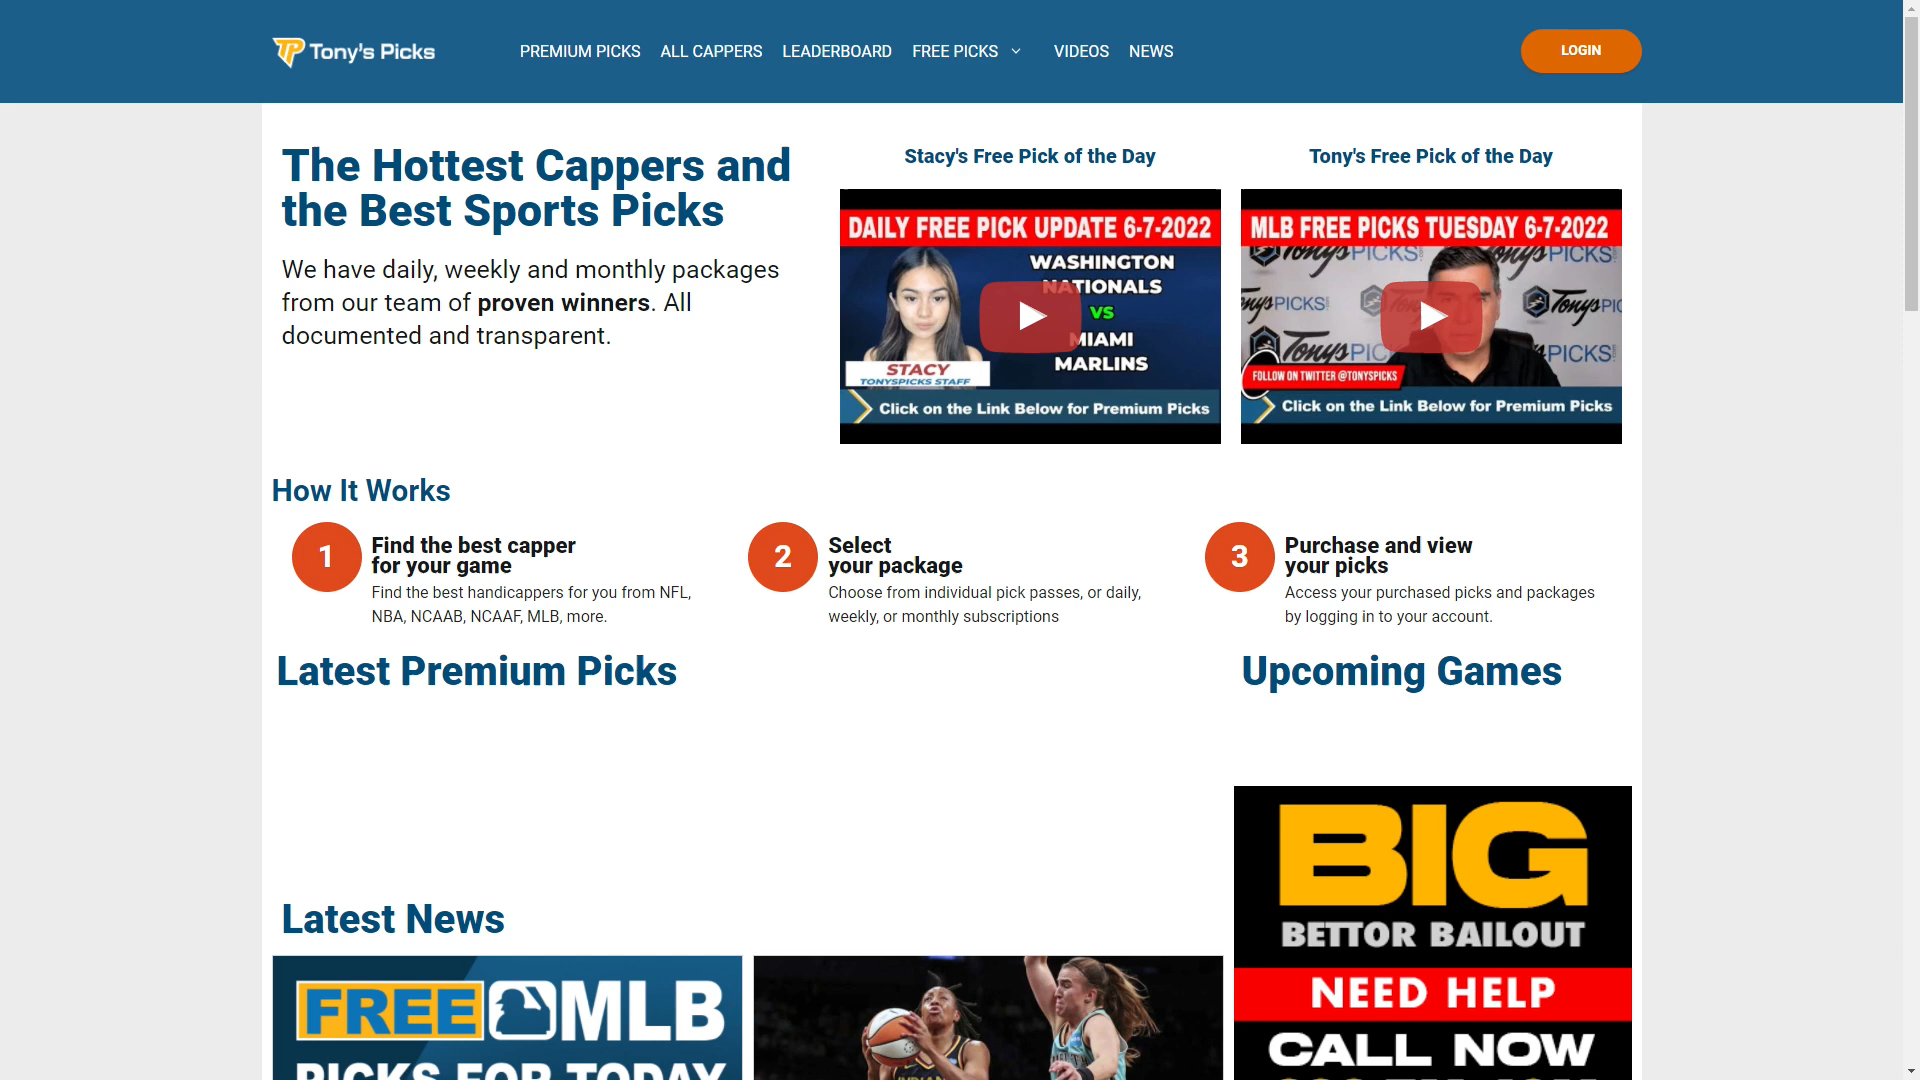 Tony's Picks
PREMIUM PICKS
ALL CAPPERS
LEADERBOARD
FREE PICKS
VIDEOS
NEWS
LOGIN
The Hottest Cappers and
the Best Sports Picks
We have daily, weekly and monthly packages
from our team of proven winners. All
documented and transparent.
Stacy's Free Pick of the Day
DAILY FREE PICK UPDATE 6-7-2022
WASHINGTON
NATIONALS
VS
MIAMI
MARLINS
STACY
TONYSPICKS STAFF
Click on the Link Below for Premium Picks
Tony's Free Pick of the Day
MLB FREE PICKS TUESDAY 6-7-2022
FOLLOW ON TWITTER @TONYSPICKS
Click on the Link Below for Premium Picks
How It Works
1
Find the best capper
for your game
Find the best handicappers for you from NFL,
NBA, NCAAB, NCAAF, MLB, more.
2
Select
your package
Choose from individual pick passes, or daily,
weekly, or monthly subscriptions
3
Purchase and view
your picks
Access your purchased picks and packages
by logging in to your account.
Latest Premium Picks
Upcoming Games
BIG
BETTOR BAILOUT
NEED HELP
CALL NOW
Latest News
FREE MLB
PICKS FOR TODAY